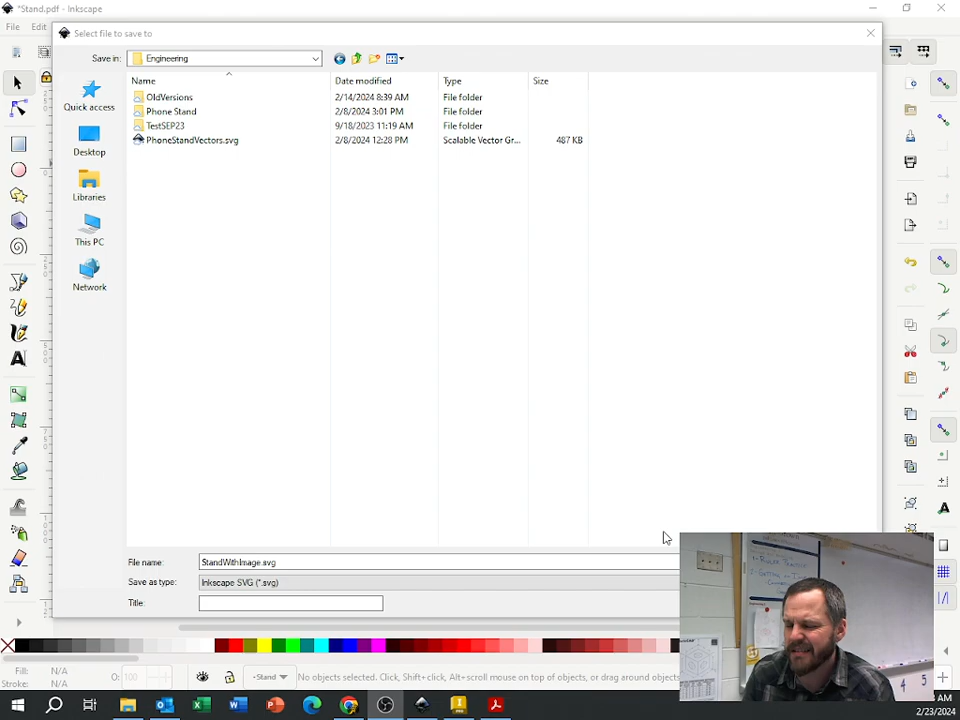 *Stand.pdf - Inkscape
File Edit
Select file to save to
Save in: Engineering
Name Date modified Type Size
OldVersions 2/14/2024 8:39 AM File folder
Phone Stand 2/8/2024 3:01 PM File folder
TestSEP23 9/18/2023 11:19 AM File folder
PhoneStandVectors.svg 2/8/2024 12:28 PM Scalable Vector Gr... 487 KB
Quick access
Desktop
Libraries
This PC
Network
File name: StandWithImage.svg
Save as type: Inkscape SVG (*.svg)
Title:
Fill: N/A
Stroke: N/A
O: 100
Stand
No objects selected. Click, Shift+click, Alt+scroll mouse on top of objects, or drag around objects
AM
2/23/2024
4 5